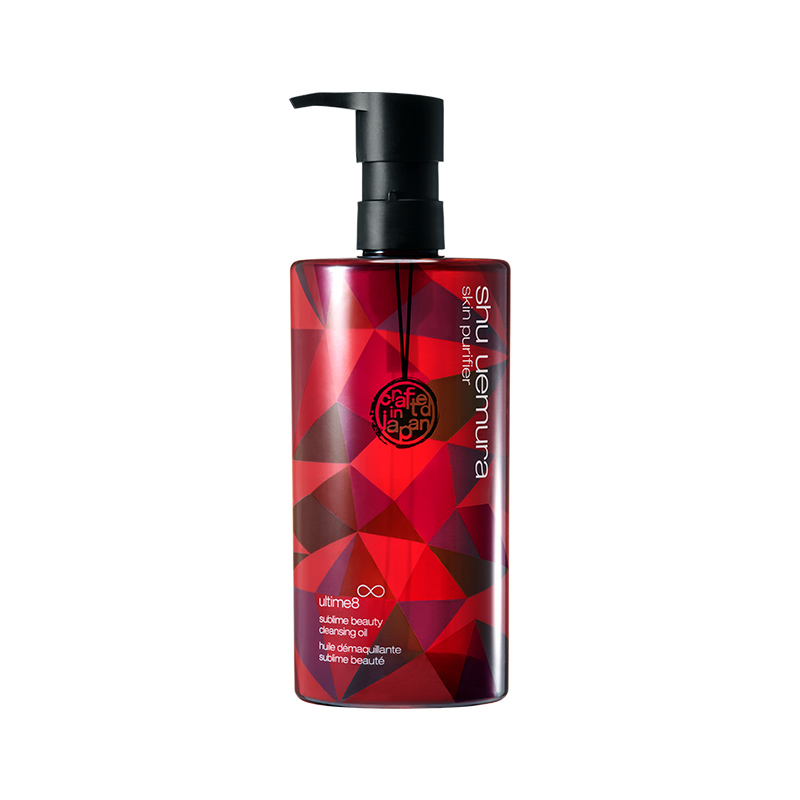 shu uemura
skin purifier
crafted
in
japan
ultime8
∞
sublime beauty
cleansing oil
huile démaquillante
sublime beauté